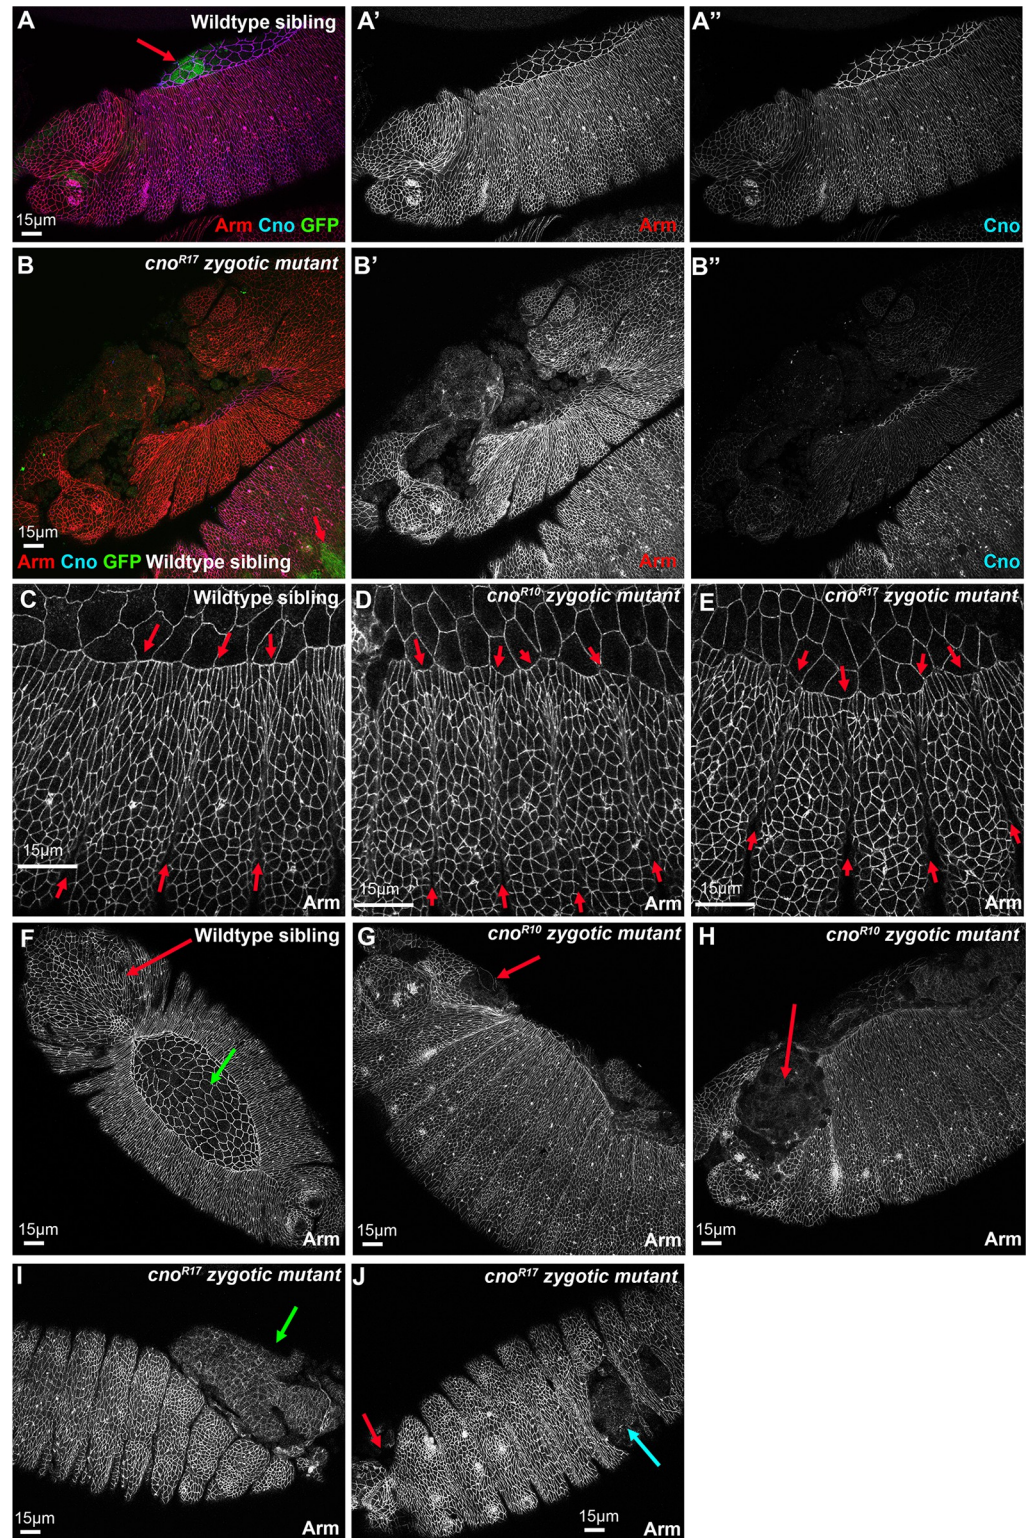 A Wildtype sibling
15µm
Arm Cno GFP
A’
Arm
A”
Cno
B cnoR17 zygotic mutant
15µm
Arm Cno GFP Wildtype sibling
B’
Arm
B”
Cno
C Wildtype sibling
15µm
Arm
D cnoR10 zygotic mutant
15µm
Arm
E cnoR17 zygotic mutant
15µm
Arm
F Wildtype sibling
15µm
Arm
G cnoR10 zygotic mutant
15µm
Arm
H cnoR10 zygotic mutant
15µm
Arm
I cnoR17 zygotic mutant
15µm
Arm
J cnoR17 zygotic mutant
15µm
Arm